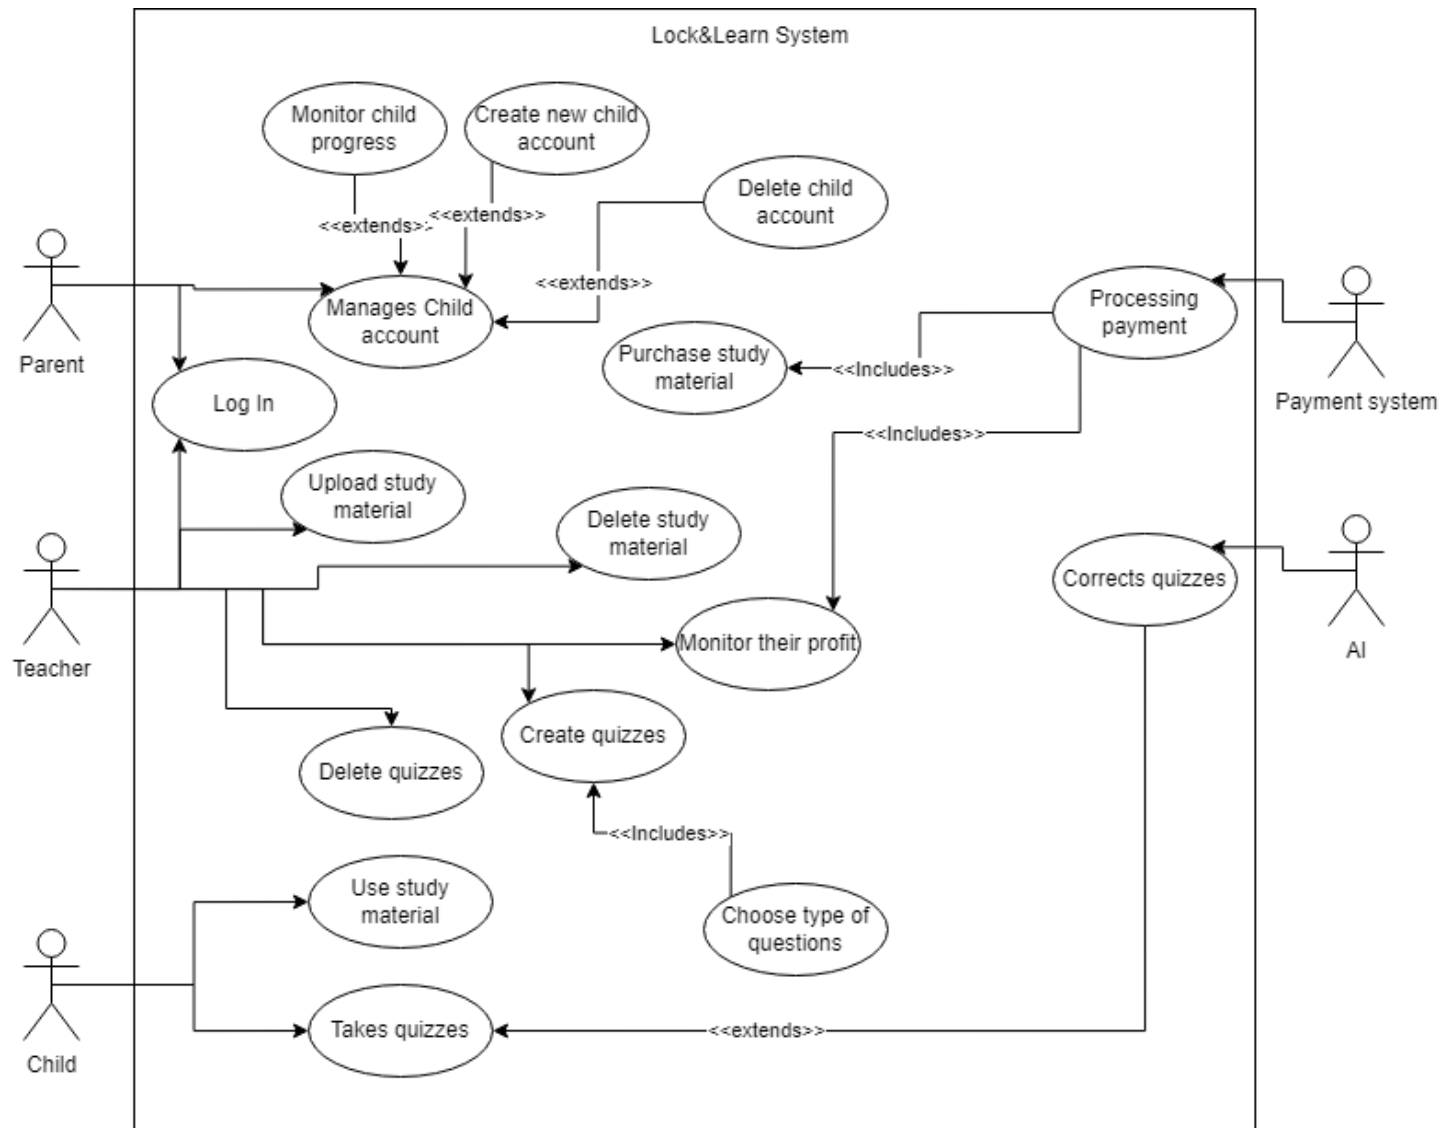 Lock&Learn System
Monitor child
progress
Create new child
account
Delete child
account
<<extends>>
<<extends>>
<<extends>>
Manages Child
account
Processing
payment
Parent
Purchase study
material
<<Includes>>
Payment system
Log In
<<Includes>>
Upload study
material
Delete study
material
Corrects quizzes
Teacher
Monitor their profit
AI
Create quizzes
Delete quizzes
<<Includes>>
Use study
material
Choose type of
questions
Takes quizzes
<<extends>>
Child